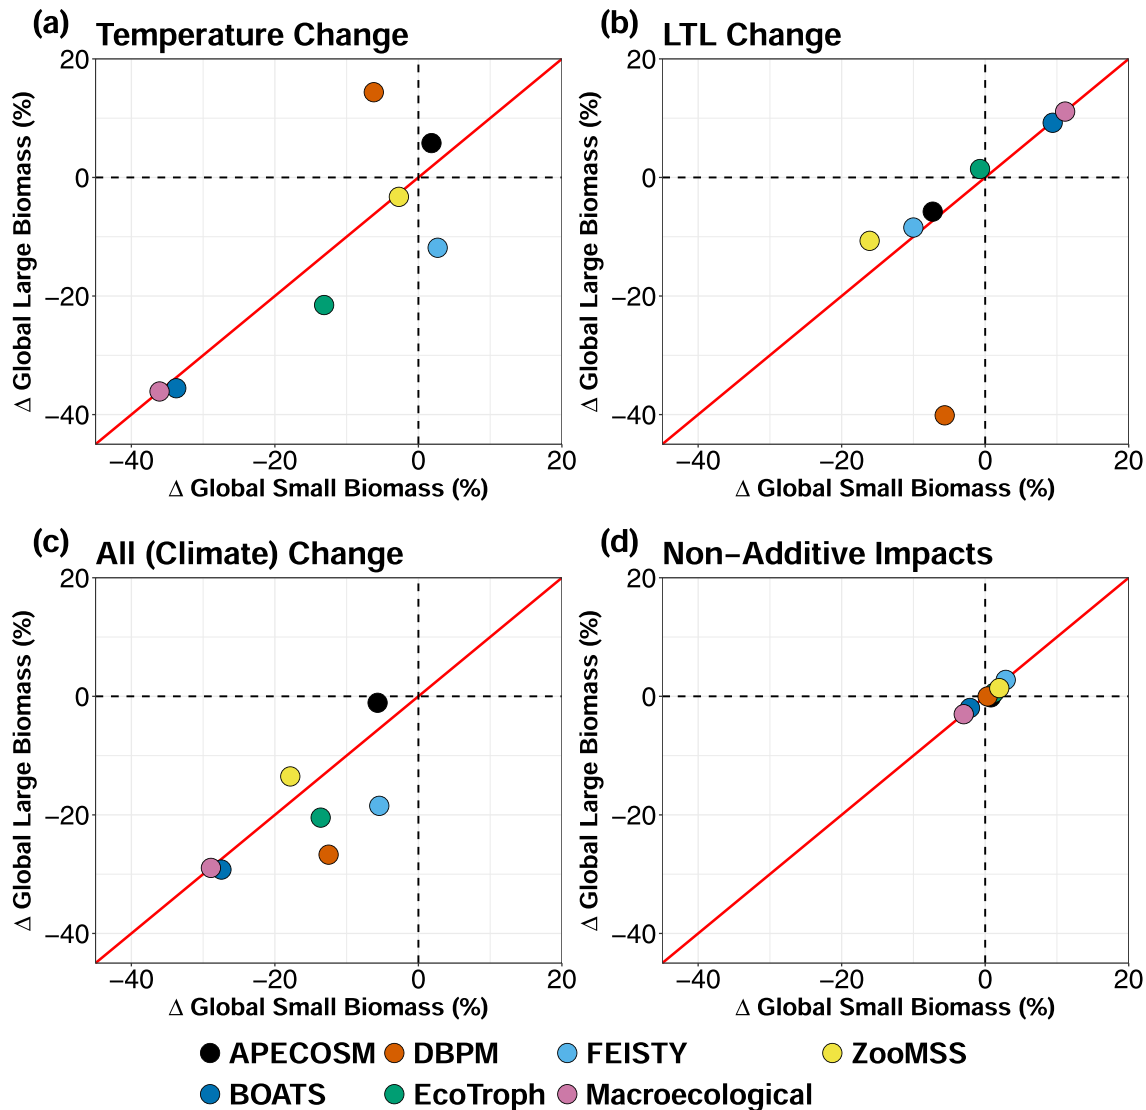 (a) Temperature Change
20
0
−20
−40
Δ Global Large Biomass (%)
−40 −20 0 20
Δ Global Small Biomass (%)
(b) LTL Change
20
0
−20
−40
Δ Global Large Biomass (%)
−40 −20 0 20
Δ Global Small Biomass (%)
(c) All (Climate) Change
20
0
−20
−40
Δ Global Large Biomass (%)
−40 −20 0 20
Δ Global Small Biomass (%)
(d) Non−Additive Impacts
20
0
−20
−40
Δ Global Large Biomass (%)
−40 −20 0 20
Δ Global Small Biomass (%)
APECOSM DBPM FEISTY ZooMSS
BOATS EcoTroph Macroecological